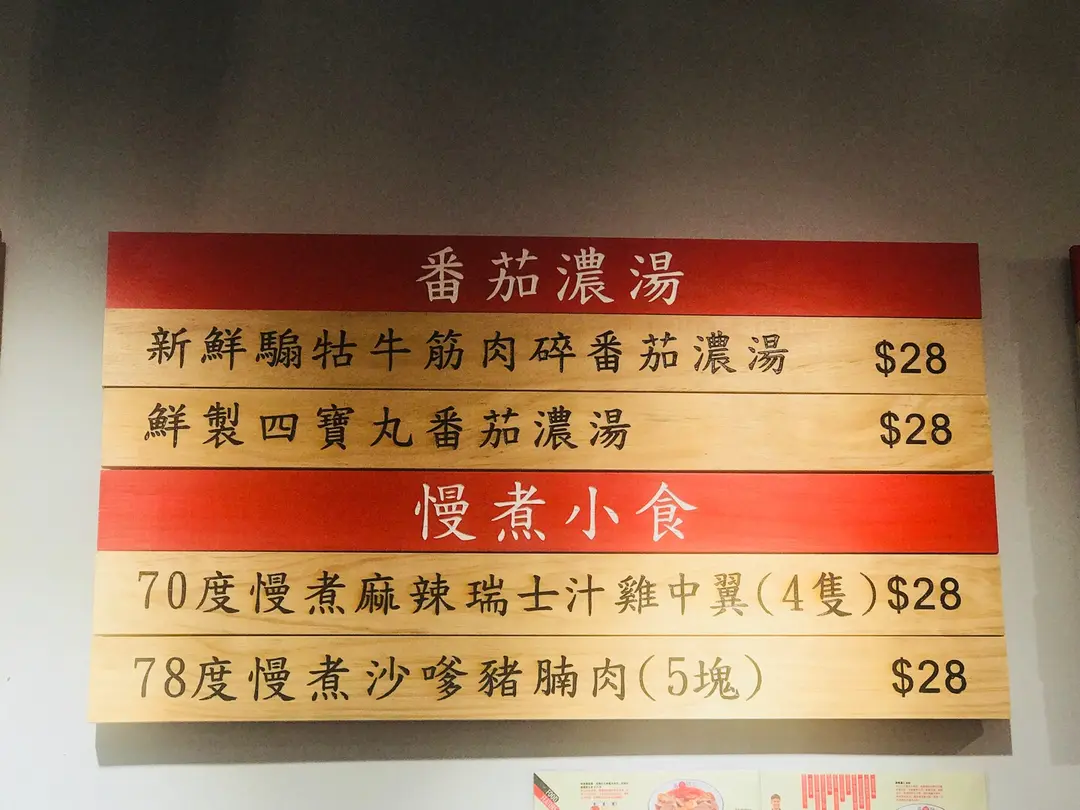 番茄濃湯
新鮮騸牯牛筋肉碎番茄濃湯 $28
鮮製四寶丸番茄濃湯 $28
慢煮小食
70度慢煮麻辣瑞士汁雞中翼(4隻) $28
78度慢煮沙嗲豬腩肉(5塊) $28